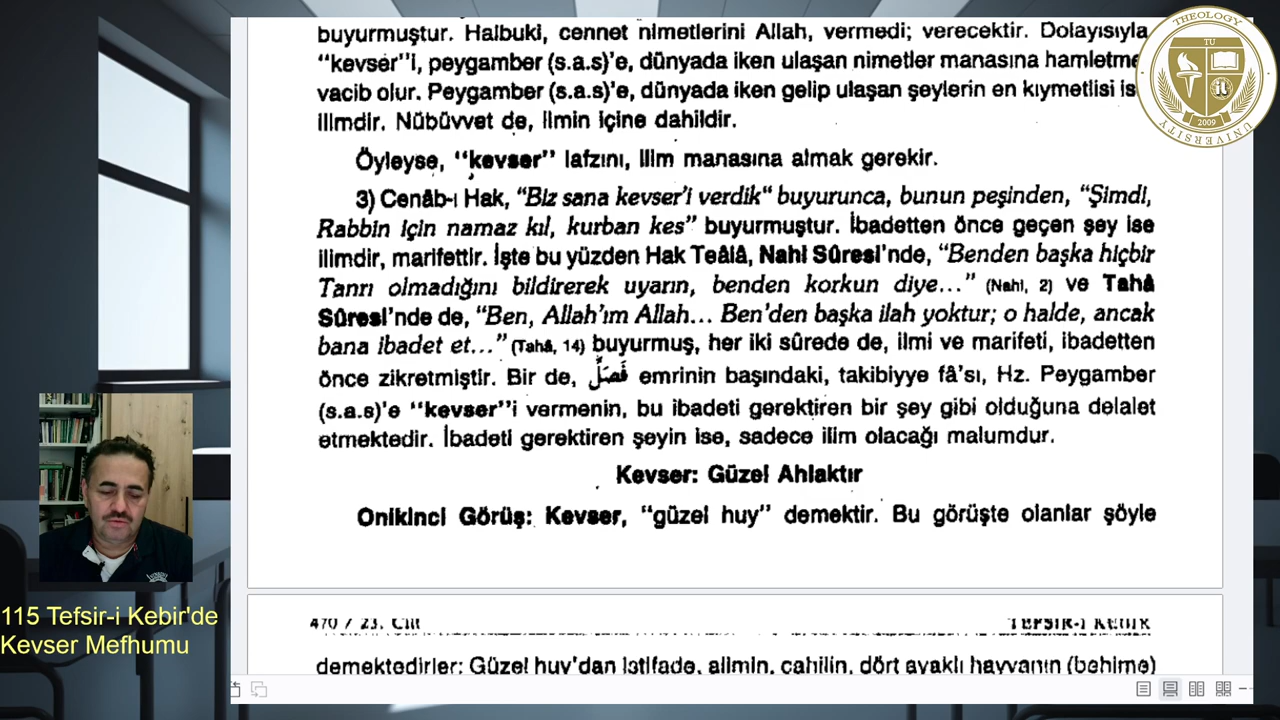 buyurmuştur. Halbuki, cennet nimetlerini Allah, vermedi; verecektir. Dolayısıyla
"kevser"i, peygamber (s.a.s)'e, dünyada iken ulaşan nimetler manasına hamletme
vacib olur. Peygamber (s.a.s)'e, dünyada iken gelip ulaşan şeylerin en kıymetlisi is
ilimdir. Nübüvvet de, ilmin içine dahildir.
Öyleyse, "kevser" lafzını, ilim manasına almak gerekir.
3) Cenâb-ı Hak, "Biz sana kevser'i verdik" buyurunca, bunun peşinden, "Şimdi,
Rabbin için namaz kıl, kurban kes" buyurmuştur. İbadetten önce geçen şey ise
ilimdir, marifettir. İşte bu yüzden Hak Teâlâ, Nahl Sûresi'nde, "Benden başka hiçbir
Tanrı olmadığını bildirerek uyarın, benden korkun diye..." (Nahl, 2) ve Tahâ
Sûresi'nde de, "Ben, Allah'ım Allah... Ben'den başka ilah yoktur; o halde, ancak
bana ibadet et..." (Tahâ, 14) buyurmuş, her iki sûrede de, ilmi ve marifeti, ibadetten
önce zikretmiştir. Bir de, فَصَلِّ emrinin başındaki, takibiyye fâ'sı, Hz. Peygamber
(s.a.s)'e "kevser"i vermenin, bu ibadeti gerektiren bir şey gibi olduğuna delalet
etmektedir. İbadeti gerektiren şeyin ise, sadece ilim olacağı malumdur.
Kevser: Güzel Ahlaktır
Onikinci Görüş: Kevser, "güzel huy" demektir. Bu görüşte olanlar şöyle
470 / 23. Cilt TEFSİR-İ KEBİR
demektedirler: Güzel huy'dan istifade, alimin, cahilin, dört ayaklı hayvanın (behime)
115 Tefsir-i Kebir'de
Kevser Mefhumu
THEOLOGY
TU
2009
UNIVERSITY